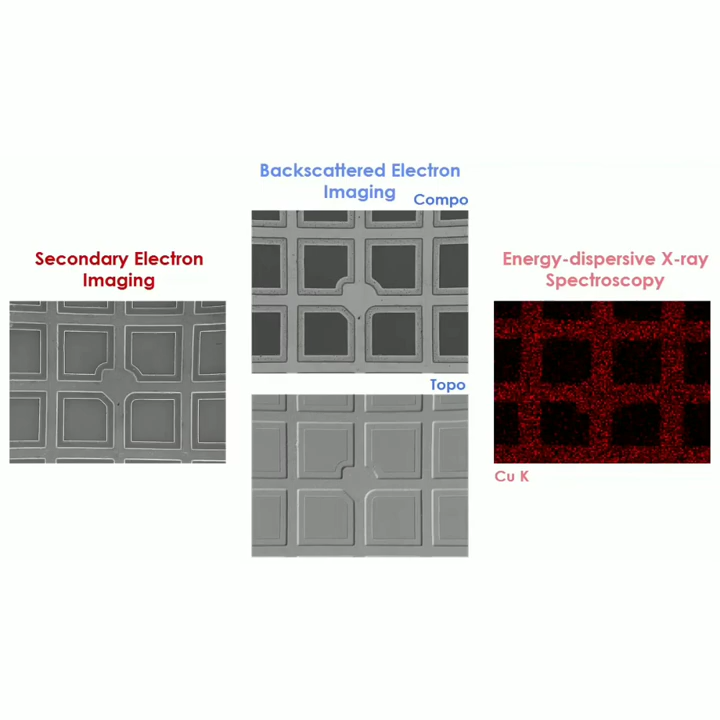 Secondary Electron
Imaging
Backscattered Electron
Imaging
Compo
Topo
Energy-dispersive X-ray
Spectroscopy
Cu K